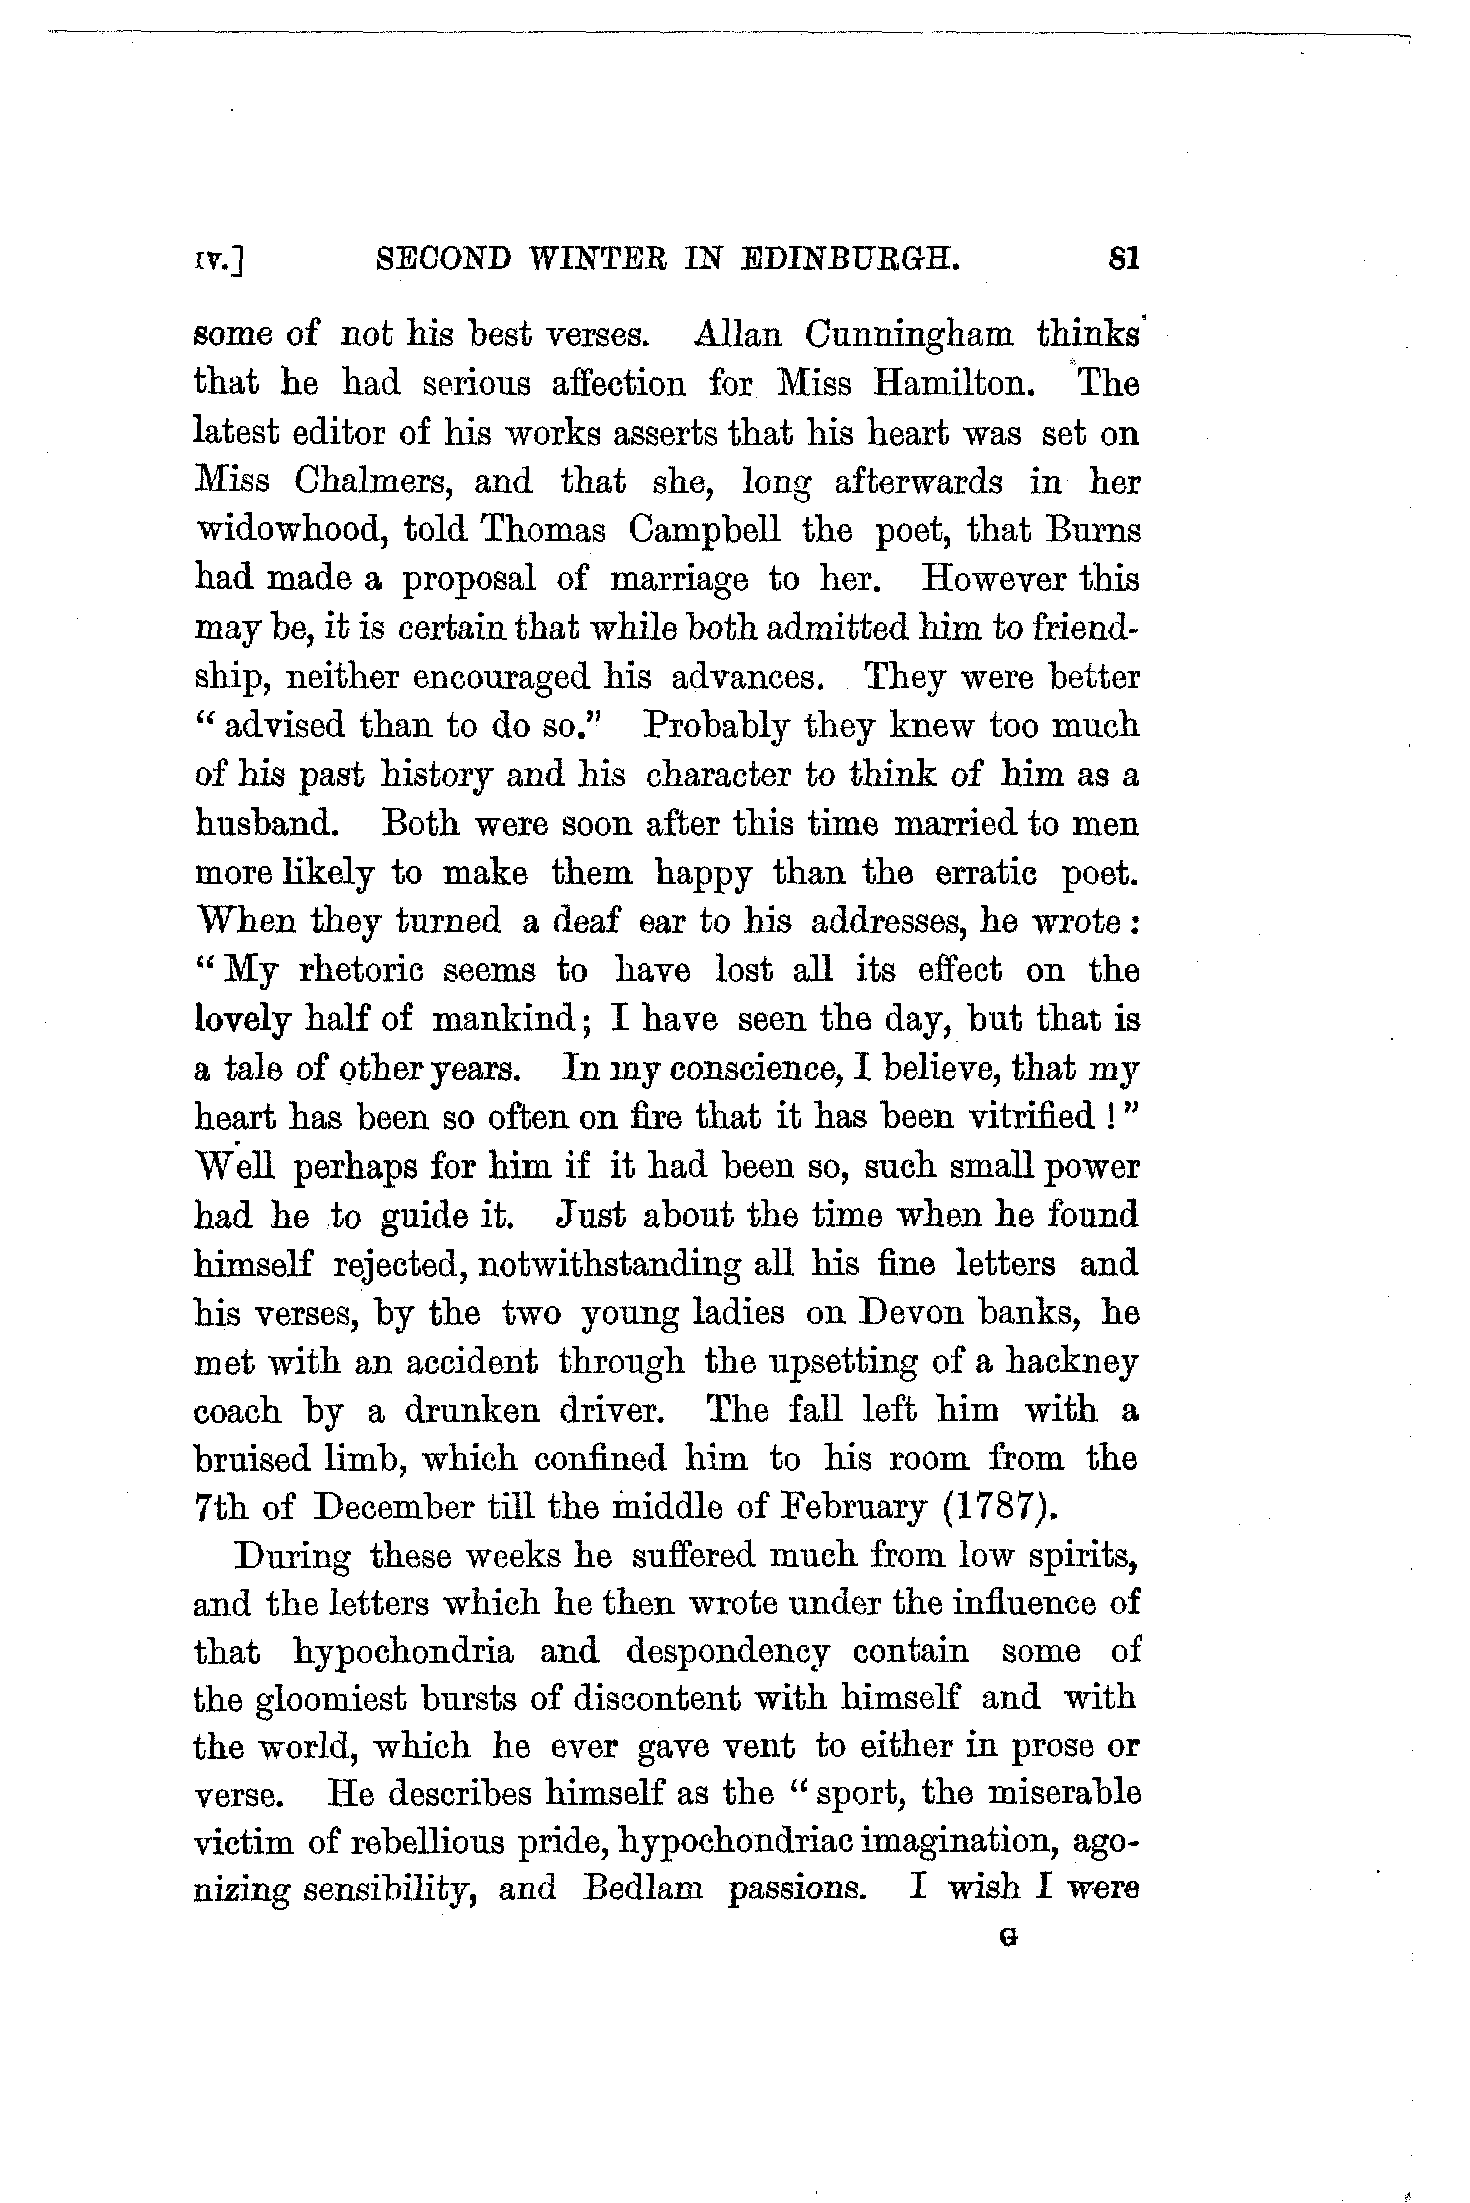 IV.] SECOND WINTER IN EDINBURGH. 81
some of not his best verses. Allan Cunningham thinks
that he had serious affection for Miss Hamilton. The
latest editor of his works asserts that his heart was set on
Miss Chalmers, and that she, long afterwards in her
widowhood, told Thomas Campbell the poet, that Burns
had made a proposal of marriage to her. However this
may be, it is certain that while both admitted him to friend-
ship, neither encouraged his advances. They were better
“ advised than to do so.” Probably they knew too much
of his past history and his character to think of him as a
husband. Both were soon after this time married to men
more likely to make them happy than the erratic poet.
When they turned a deaf ear to his addresses, he wrote :
“ My rhetoric seems to have lost all its effect on the
lovely half of mankind; I have seen the day, but that is
a tale of other years. In my conscience, I believe, that my
heart has been so often on fire that it has been vitrified ! ”
Well perhaps for him if it had been so, such small power
had he to guide it. Just about the time when he found
himself rejected, notwithstanding all his fine letters and
his verses, by the two young ladies on Devon banks, he
met with an accident through the upsetting of a hackney
coach by a drunken driver. The fall left him with a
bruised limb, which confined him to his room from the
7th of December till the middle of February (1787).
During these weeks he suffered much from low spirits,
and the letters which he then wrote under the influence of
that hypochondria and despondency contain some of
the gloomiest bursts of discontent with himself and with
the world, which he ever gave vent to either in prose or
verse. He describes himself as the “ sport, the miserable
victim of rebellious pride, hypochondriac imagination, ago-
nizing sensibility, and Bedlam passions. I wish I were
G